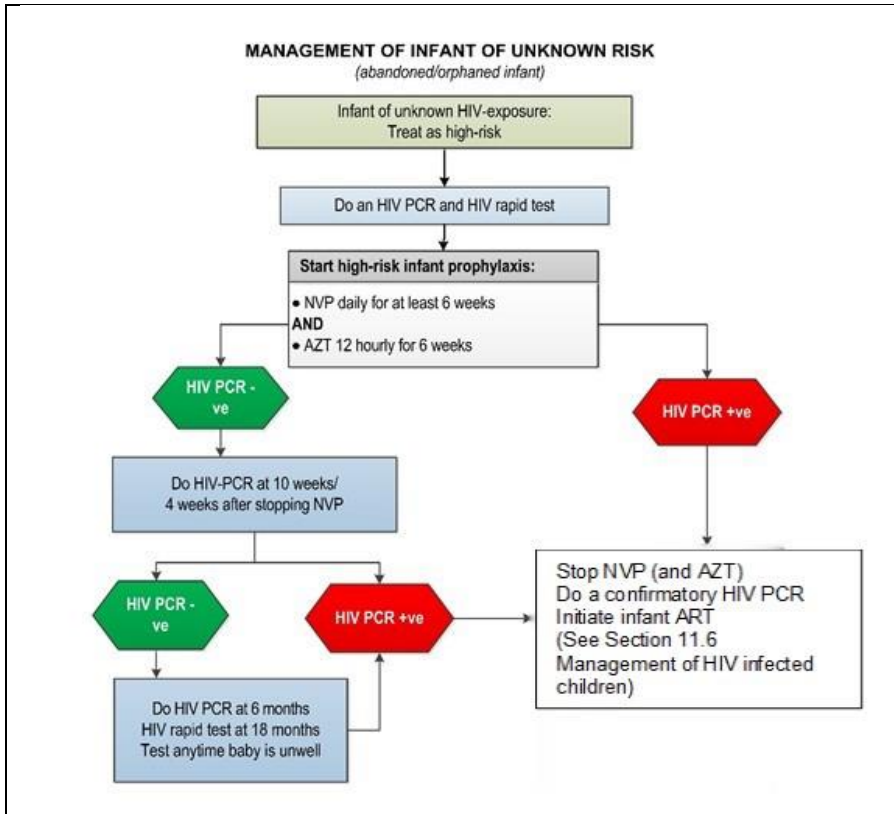 MANAGEMENT OF INFANT OF UNKNOWN RISK
(abandoned/orphaned infant)
Infant of unknown HIV-exposure:
Treat as high-risk
Do an HIV PCR and HIV rapid test
Start high-risk infant prophylaxis:
● NVP daily for at least 6 weeks
AND
● AZT 12 hourly for 6 weeks
HIV PCR -
ve
HIV PCR +ve
Do HIV-PCR at 10 weeks/
4 weeks after stopping NVP
HIV PCR -
ve
HIV PCR +ve
Stop NVP (and AZT)
Do a confirmatory HIV PCR
Initiate infant ART
(See Section 11.6
Management of HIV infected
children)
Do HIV PCR at 6 months
HIV rapid test at 18 months
Test anytime baby is unwell